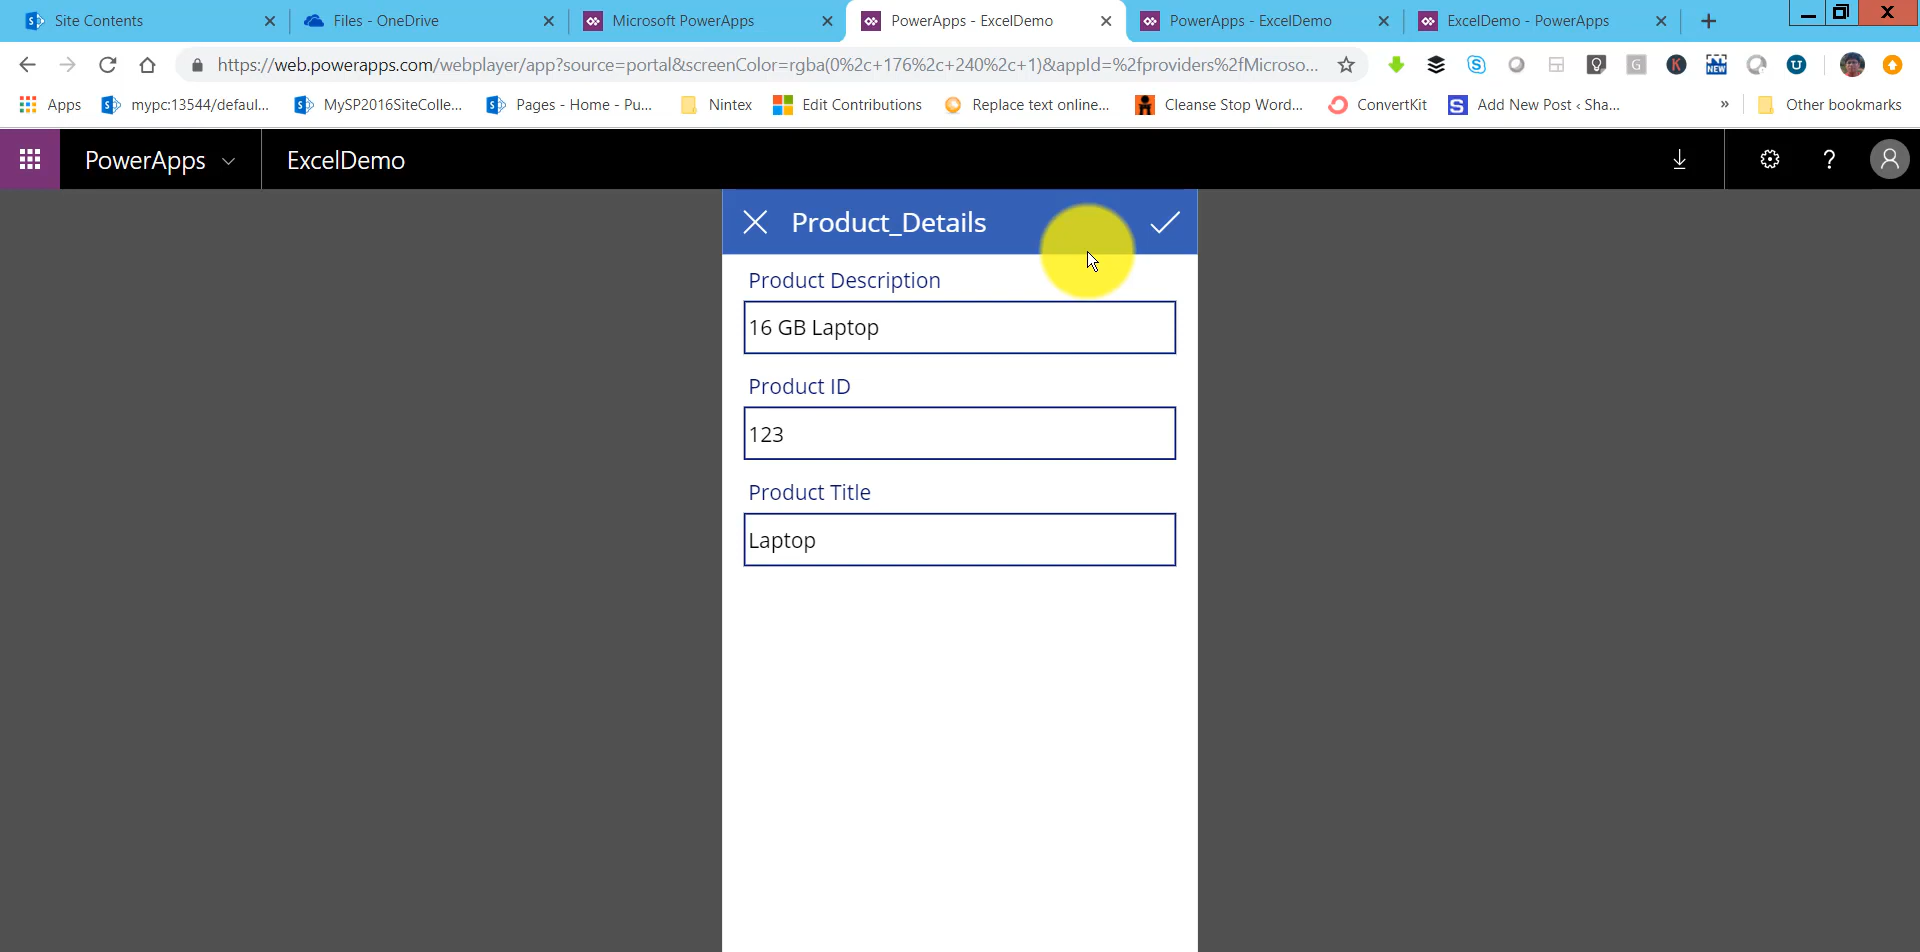 Site Contents
Files - OneDrive
Microsoft PowerApps
PowerApps - ExcelDemo
PowerApps - ExcelDemo
ExcelDemo - PowerApps
https://web.powerapps.com/webplayer/app?source=portal&screenColor=rgba(0%2c+176%2c+240%2c+1)&appId=%2fproviders%2fMicroso...
Apps
mypc:13544/defaul...
MySP2016SiteColle...
Pages - Home - Pu...
Nintex
Edit Contributions
Replace text online...
Cleanse Stop Word...
ConvertKit
Add New Post ‹ Sha...
»
Other bookmarks
PowerApps
ExcelDemo
?
Product_Details
Product Description
16 GB Laptop
Product ID
123
Product Title
Laptop